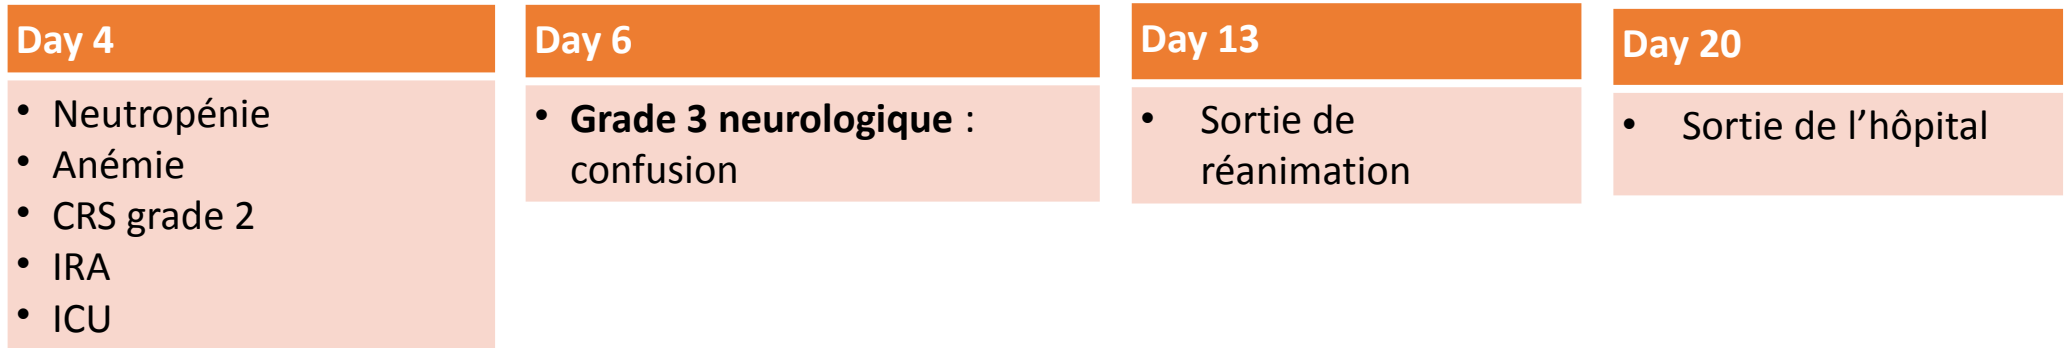 Day 4
• Neutropénie
• Anémie
• CRS grade 2
• IRA
• ICU
Day 6
• Grade 3 neurologique :
confusion
Day 13
• Sortie de
réanimation
Day 20
• Sortie de l’hôpital